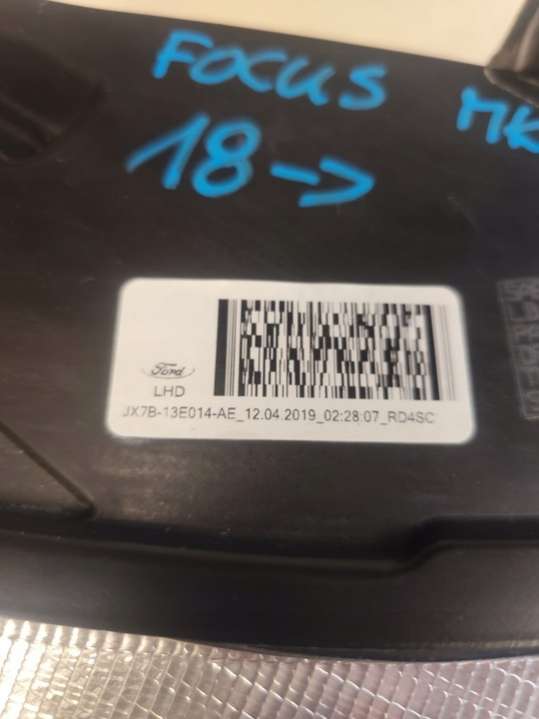 FOCUS MK
18->
Ford
LHD
JX7B-13E014-AE_12.04.2019_02:28:07_RD4SC